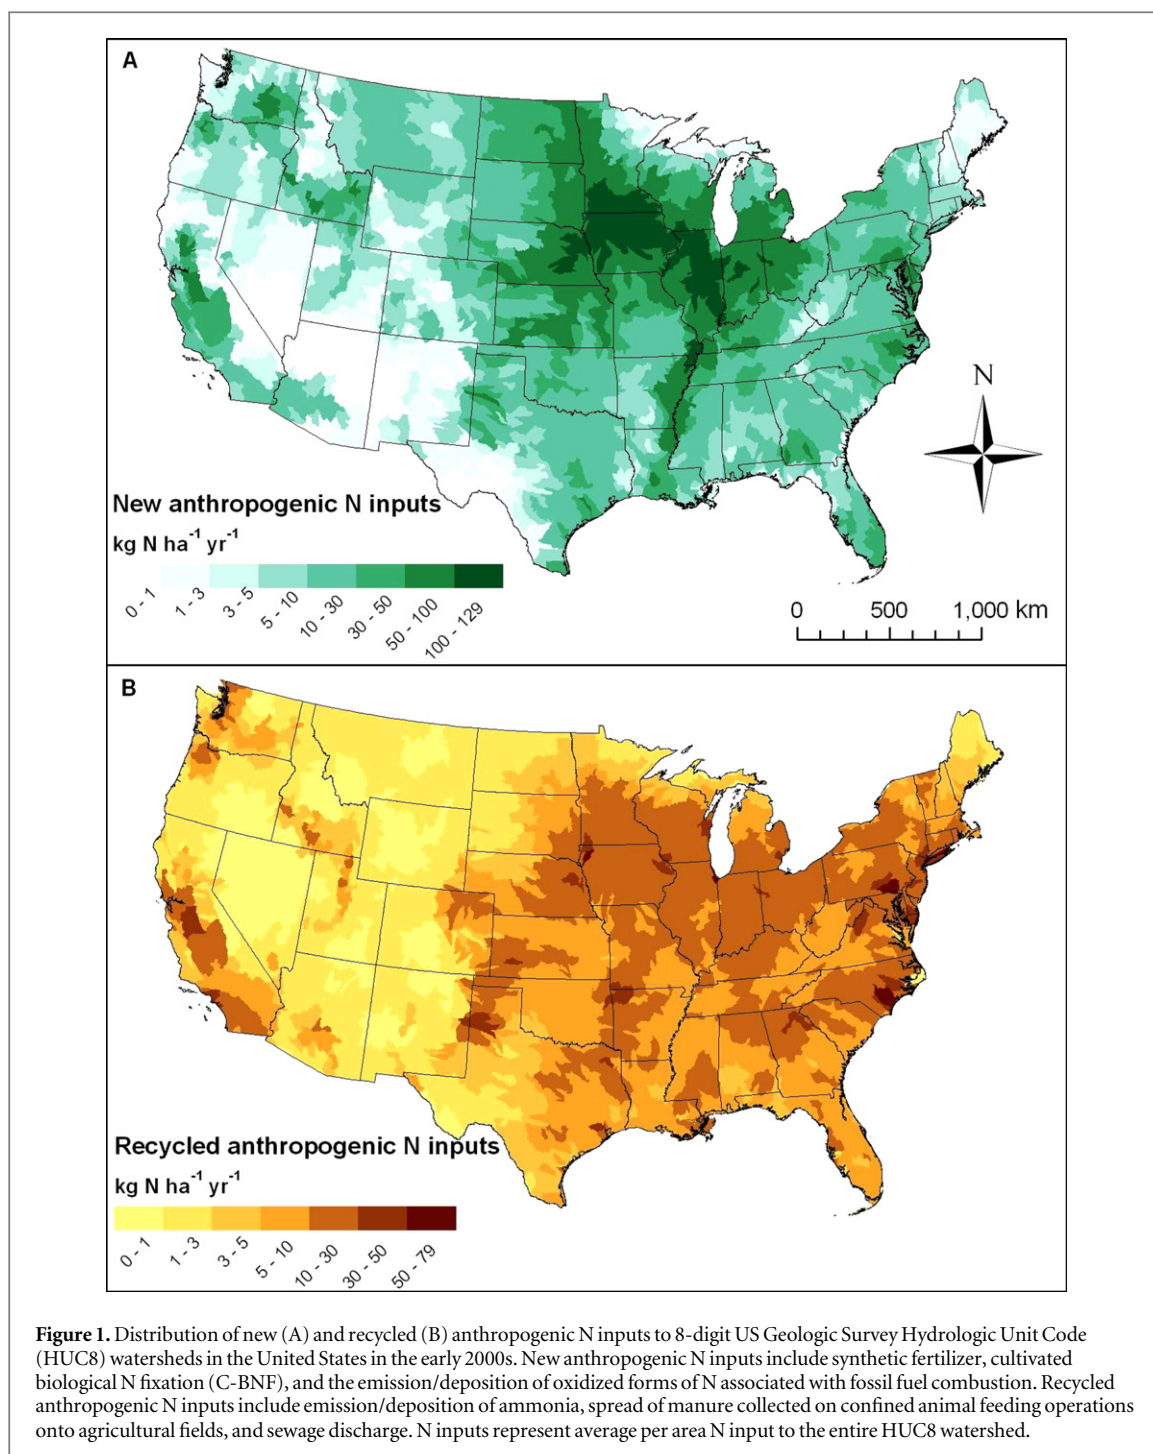 A
N
New anthropogenic N inputs
kg N ha⁻¹ yr⁻¹
0 - 1
1 - 3
3 - 5
5 - 10
10 - 30
30 - 50
50 - 100
100 - 129
0 500 1,000 km
B
Recycled anthropogenic N inputs
kg N ha⁻¹ yr⁻¹
0 - 1
1 - 3
3 - 5
5 - 10
10 - 30
30 - 50
50 - 79
Figure 1. Distribution of new (A) and recycled (B) anthropogenic N inputs to 8-digit US Geologic Survey Hydrologic Unit Code
(HUC8) watersheds in the United States in the early 2000s. New anthropogenic N inputs include synthetic fertilizer, cultivated
biological N fixation (C-BNF), and the emission/deposition of oxidized forms of N associated with fossil fuel combustion. Recycled
anthropogenic N inputs include emission/deposition of ammonia, spread of manure collected on confined animal feeding operations
onto agricultural fields, and sewage discharge. N inputs represent average per area N input to the entire HUC8 watershed.